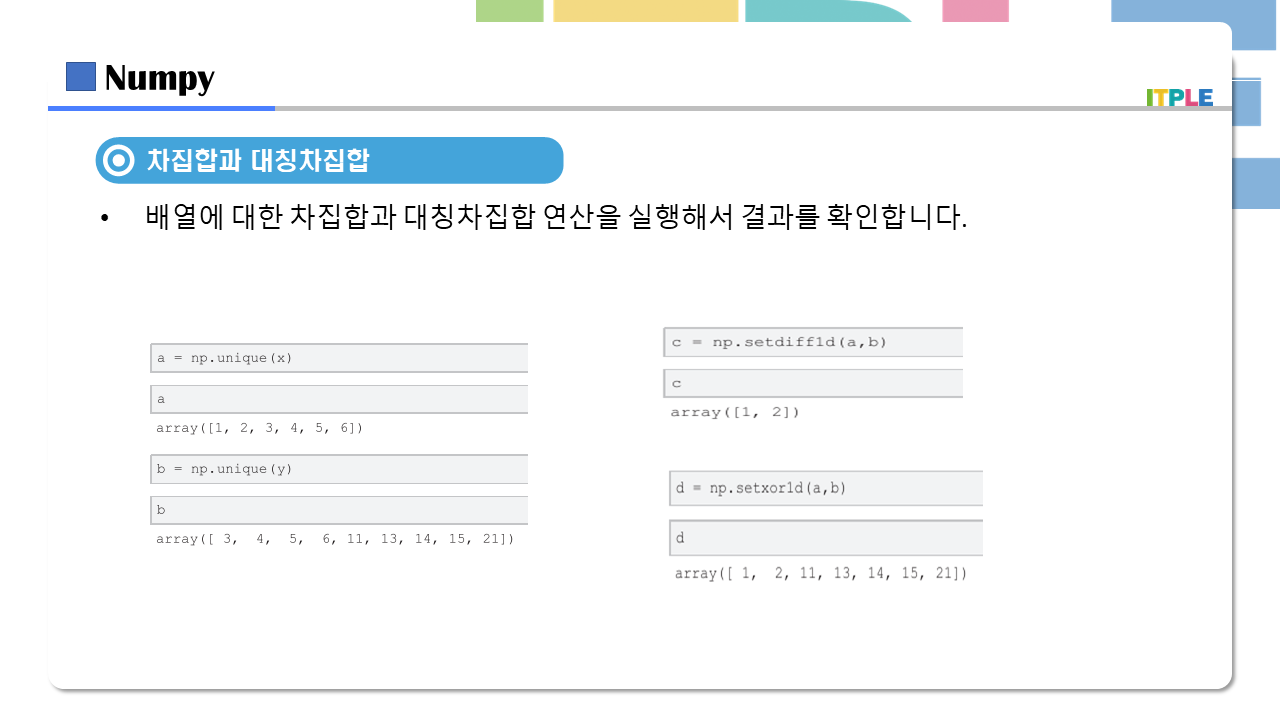 Numpy
ITPLE
차집합과 대칭차집합
• 배열에 대한 차집합과 대칭차집합 연산을 실행해서 결과를 확인합니다.
a = np.unique(x)
a
array([1, 2, 3, 4, 5, 6])
b = np.unique(y)
b
array([ 3,  4,  5,  6, 11, 13, 14, 15, 21])
c = np.setdiff1d(a,b)
c
array([1, 2])
d = np.setxor1d(a,b)
d
array([ 1,  2, 11, 13, 14, 15, 21])